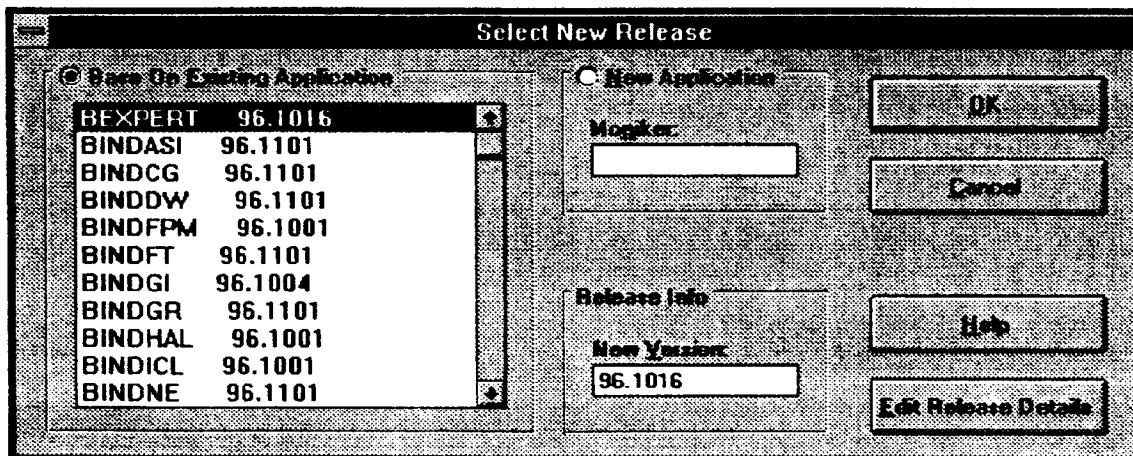 Select New Release
Base On Existing Application
BEXPERT 96.1016
BINDASI 96.1101
BINDCG 96.1101
BINDDW 96.1101
BINDFPM 96.1001
BINDFT 96.1101
BINDGI 96.1004
BINDGR 96.1101
BINDHAL 96.1001
BINDICL 96.1001
BINDNE 96.1101
New Application
Moniker:
Release Info
New Version:
96.1016
OK
Cancel
Help
Edit Release Details